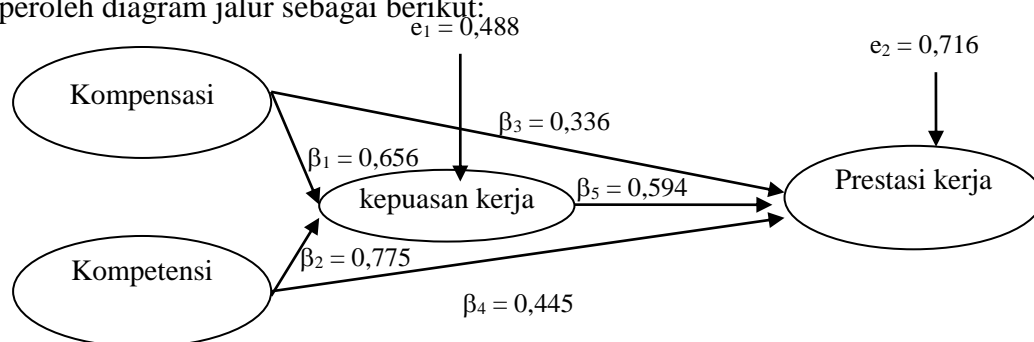 peroleh diagram jalur sebagai berikut:
e₁ = 0,488
e₂ = 0,716
Kompensasi
β₃ = 0,336
β₁ = 0,656
kepuasan kerja
β₅ = 0,594
Prestasi kerja
β₂ = 0,775
Kompetensi
β₄ = 0,445